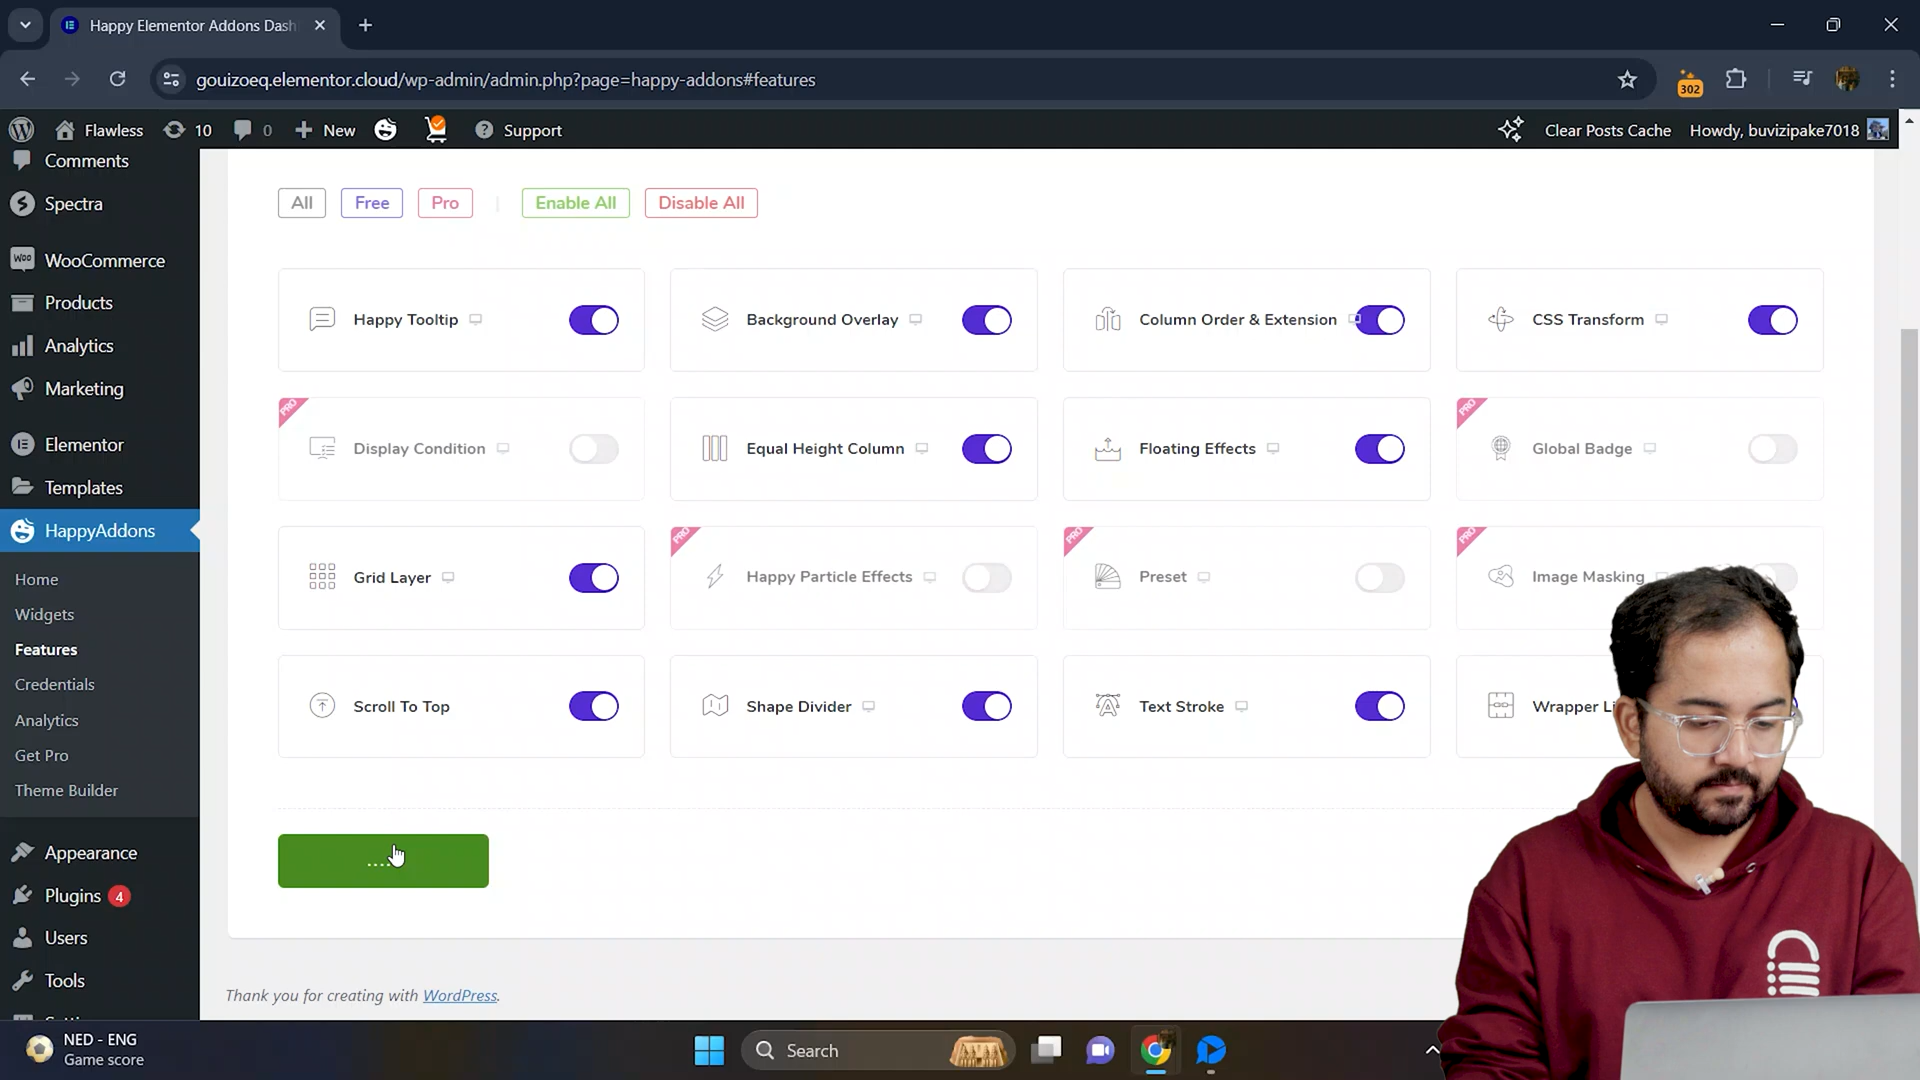 Happy Elementor Addons Dash
gouizoeq.elementor.cloud/wp-admin/admin.php?page=happy-addons#features
302
Flawless
10
0
New
Support
Clear Posts Cache
Howdy, buvizipake7018
Comments
Spectra
WooCommerce
Products
Analytics
Marketing
Elementor
Templates
HappyAddons
Home
Widgets
Features
Credentials
Analytics
Get Pro
Theme Builder
Appearance
Plugins 4
Users
Tools
All
Free
Pro
Enable All
Disable All
Happy Tooltip
Background Overlay
Column Order & Extension
CSS Transform
PRO
Display Condition
Equal Height Column
Floating Effects
PRO
Global Badge
Grid Layer
PRO
Happy Particle Effects
PRO
Preset
PRO
Image Masking
Scroll To Top
Shape Divider
Text Stroke
Wrapper Li
Thank you for creating with WordPress.
NED - ENG
Game score
Search